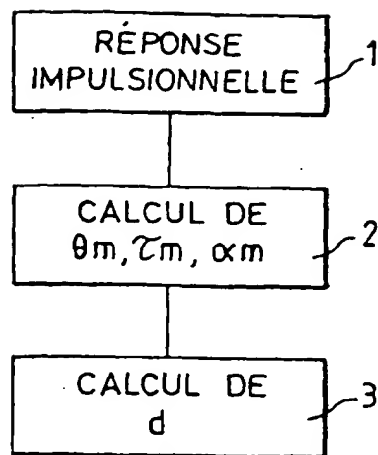 RÉPONSE
IMPULSIONNELLE
1
CALCUL DE
θm, τm, αm
2
CALCUL DE
d
3